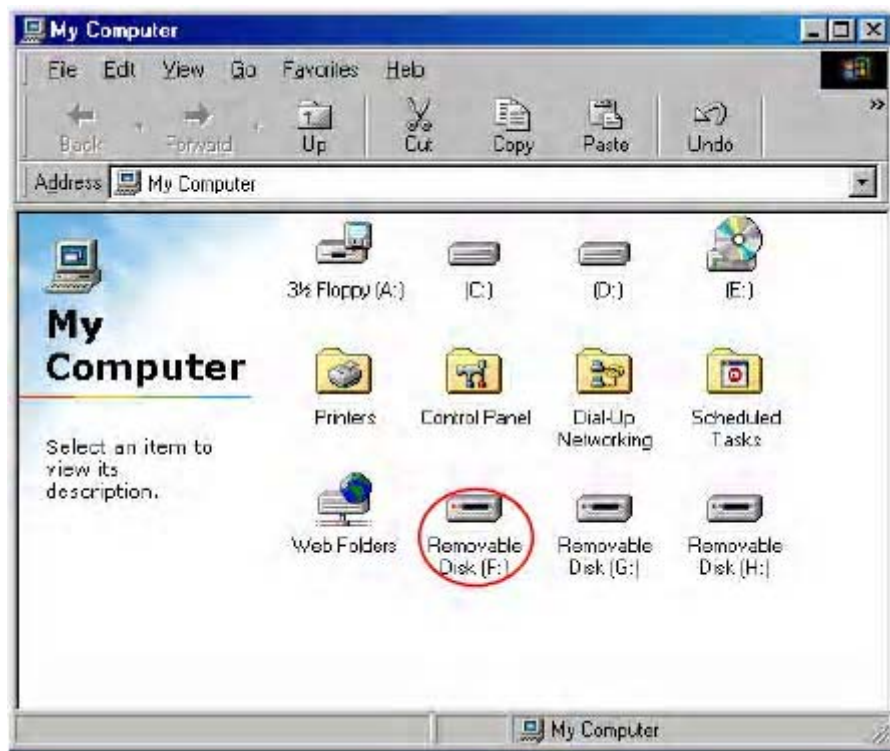 My Computer
File Edit View Go Favorites Help
Back Forward Up Cut Copy Paste Undo »
Address My Computer
3½ Floppy (A:) (C:) (D:) (E:)
My
Computer
Printers Control Panel Dial-Up Networking Scheduled Tasks
Select an item to
view its
description.
Web Folders Removable Disk (F:) Removable Disk (G:) Removable Disk (H:)
My Computer